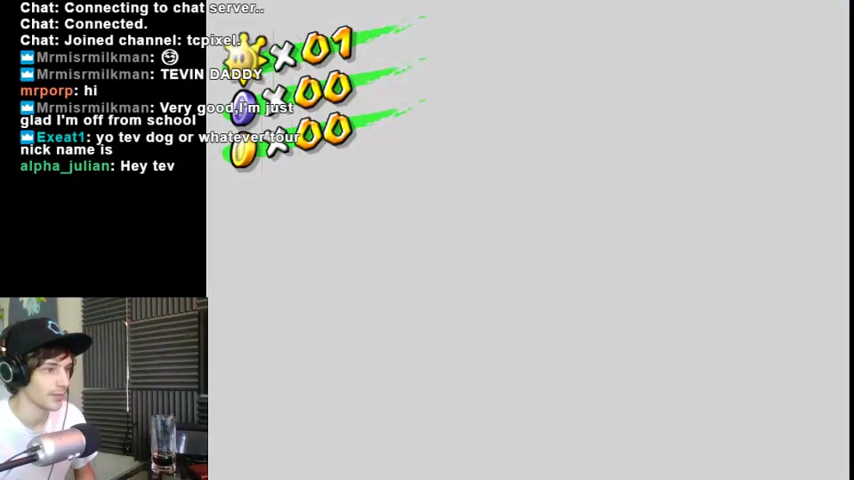 Chat: Connecting to chat server..
Chat: Connected.
Chat: Joined channel: tcpixel.
Mrmisrmilkman:
Mrmisrmilkman: TEVIN DADDY
mrporp: hi
Mrmisrmilkman: Very good,I'm just
glad I'm off from school
Exeat1: yo tev dog or whatever tour
nick name is
alpha_julian: Hey tev
×01
×00
×00